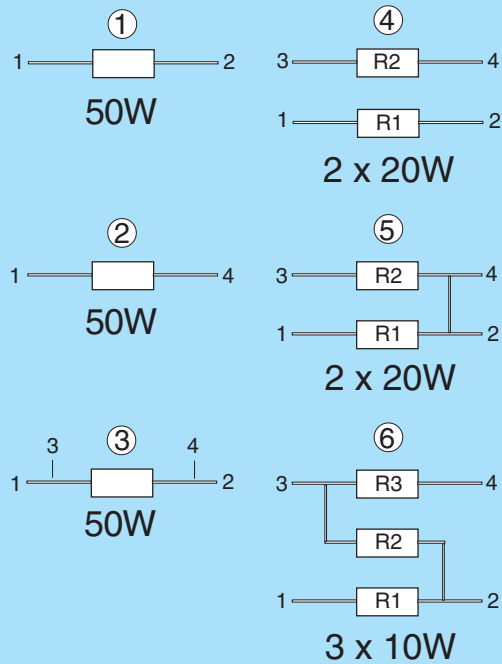 ①
1 2
50W
②
1 4
50W
③
3 4
1 2
50W
④
3 R2 4
1 R1 2
2 x 20W
⑤
3 R2 4
1 R1 2
2 x 20W
⑥
3 R3 4
R2
1 R1 2
3 x 10W